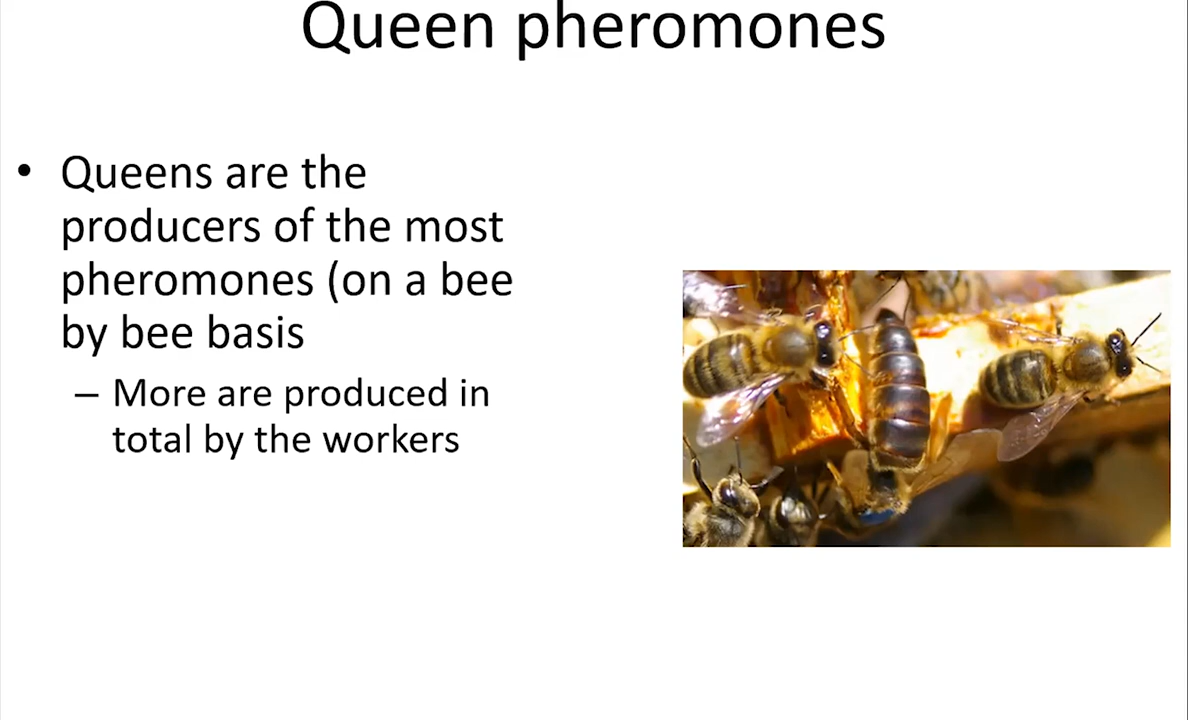 Queen pheromones
• Queens are the
producers of the most
pheromones (on a bee
by bee basis
– More are produced in
total by the workers